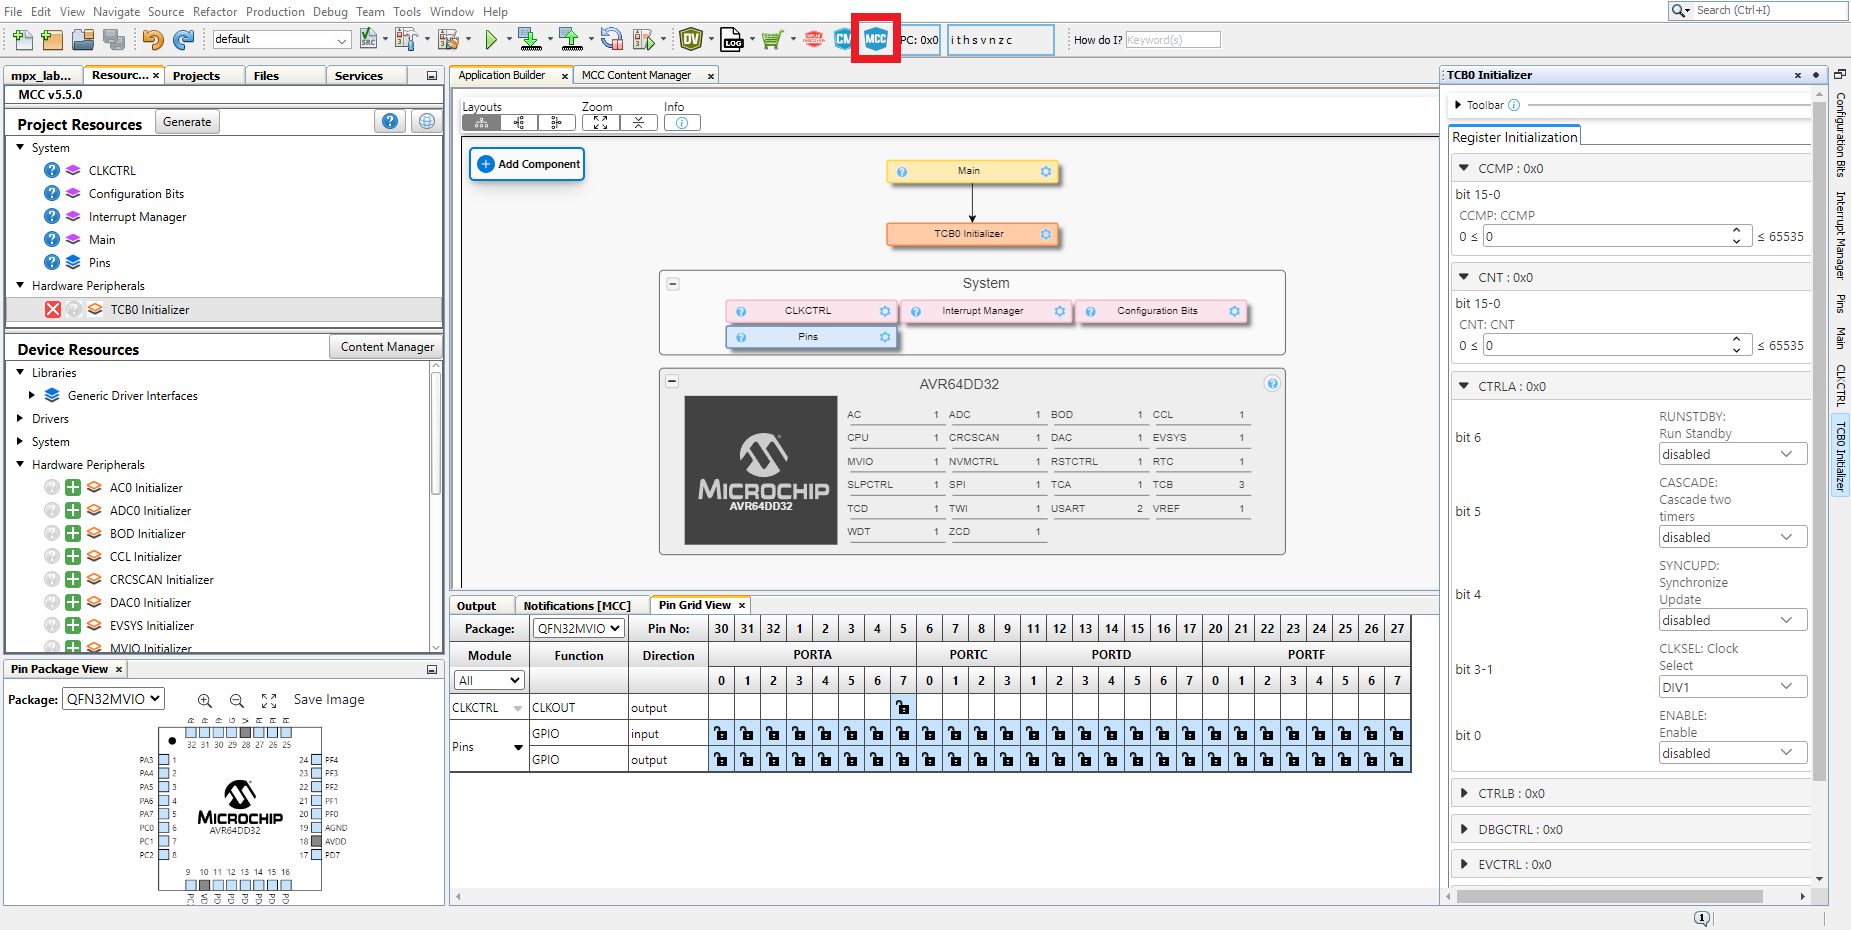 File Edit View Navigate Source Refactor Production Debug Team Tools Window Help
Search (Ctrl+I)
default
SRC
DV
LOG
DISCOVER
CM
MCC
PC: 0x0
i t h s v n z c
How do I? Keyword(s)
mpx_lab...
Resourc... ×
Projects
Files
Services
MCC v5.5.0
Project Resources
Generate
System
CLKCTRL
Configuration Bits
Interrupt Manager
Main
Pins
Hardware Peripherals
TCB0 Initializer
Device Resources
Content Manager
Libraries
Generic Driver Interfaces
Drivers
System
Hardware Peripherals
AC0 Initializer
ADC0 Initializer
BOD Initializer
CCL Initializer
CRCSCAN Initializer
DAC0 Initializer
EVSYS Initializer
MVIO Initializer
Pin Package View ×
Package: QFN32MVIO
Save Image
32 31 30 29 28 27 26 25
PA3 1
PA4 2
PA5 3
PA6 4
PA7 5
PC0 6
PC1 7
PC2 8
24 PF4
23 PF3
22 PF2
21 PF1
20 PF0
19 AGND
18 AVDD
17 PD7
MICROCHIP
AVR64DD32
9 10 11 12 13 14 15 16
Application Builder ×
MCC Content Manager ×
Layouts
Zoom
Info
Add Component
Main
TCB0 Initializer
System
CLKCTRL
Interrupt Manager
Configuration Bits
Pins
AVR64DD32
MICROCHIP
AVR64DD32
AC 1 ADC 1 BOD 1 CCL 1
CPU 1 CRCSCAN 1 DAC 1 EVSYS 1
MVIO 1 NVMCTRL 1 RSTCTRL 1 RTC 1
SLPCTRL 1 SPI 1 TCA 1 TCB 3
TCD 1 TWI 1 USART 2 VREF 1
WDT 1 ZCD 1
Output
Notifications [MCC]
Pin Grid View ×
Package: QFN32MVIO Pin No: 30 31 32 1 2 3 4 5 6 7 8 9 11 12 13 14 15 16 17 20 21 22 23 24 25 26 27
Module Function Direction PORTA PORTC PORTD PORTF
All 0 1 2 3 4 5 6 7 0 1 2 3 1 2 3 4 5 6 7 0 1 2 3 4 5 6 7
CLKCTRL CLKOUT output
Pins
GPIO input
GPIO output
TCB0 Initializer ×
Toolbar
Register Initialization
CCMP : 0x0
bit 15-0
CCMP: CCMP
0 ≤ 0 ≤ 65535
CNT : 0x0
bit 15-0
CNT: CNT
0 ≤ 0 ≤ 65535
CTRLA : 0x0
bit 6
RUNSTDBY:
Run Standby
disabled
bit 5
CASCADE:
Cascade two
timers
disabled
bit 4
SYNCUPD:
Synchronize
Update
disabled
bit 3-1
CLKSEL: Clock
Select
DIV1
bit 0
ENABLE:
Enable
disabled
CTRLB : 0x0
DBGCTRL : 0x0
EVCTRL : 0x0
Configuration Bits
Interrupt Manager
Pins
Main
CLKCTRL
TCB0 Initializer
1